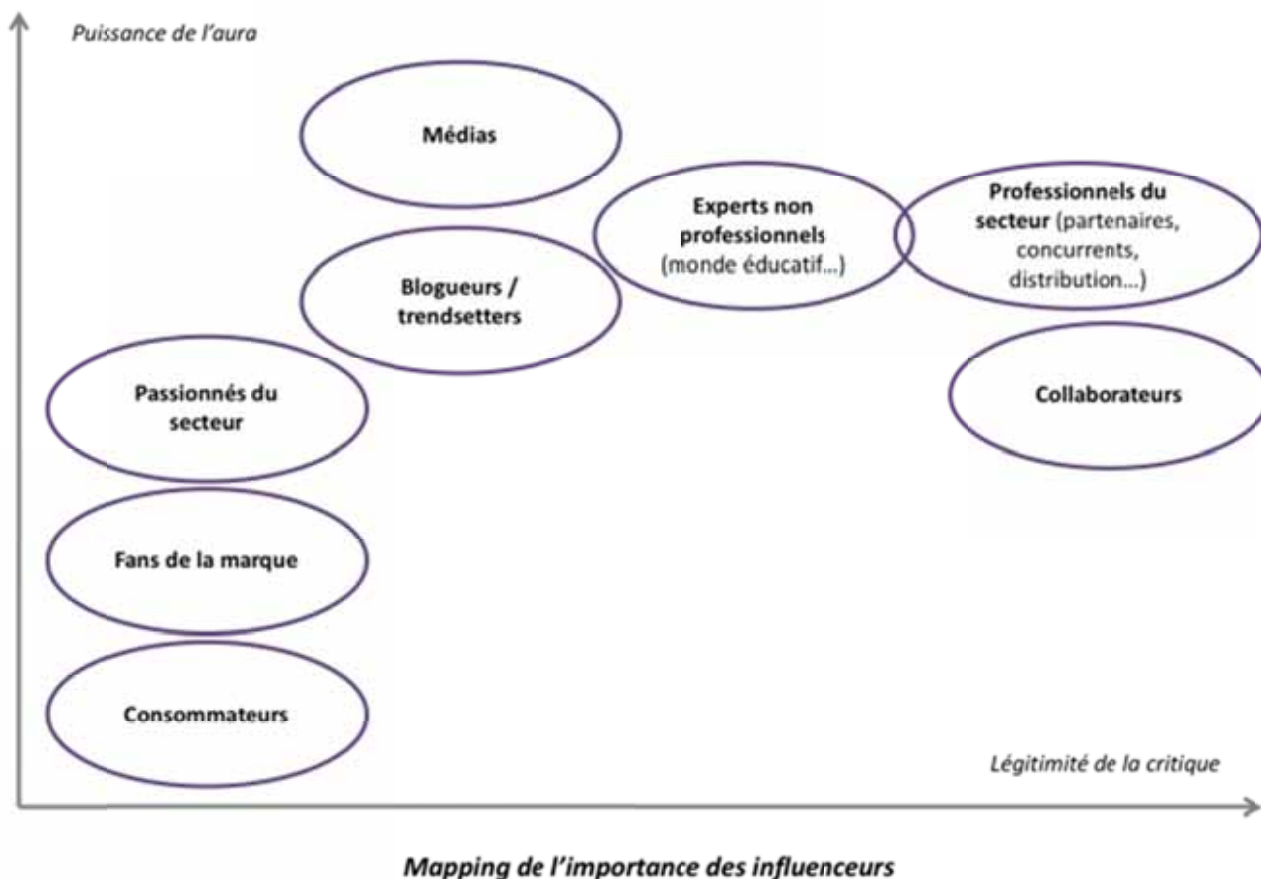 Puissance de l'aura
Médias
Experts non
professionnels
(monde éducatif...)
Professionnels du
secteur (partenaires,
concurrents,
distribution...)
Blogueurs /
trendsetters
Passionnés du
secteur
Collaborateurs
Fans de la marque
Consommateurs
Légitimité de la critique
Mapping de l'importance des influenceurs